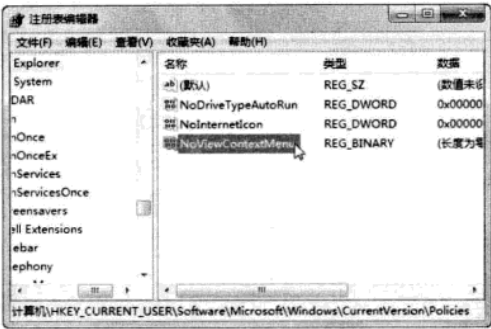 注册表编辑器
文件(F) 编辑(E) 查看(V) 收藏夹(A) 帮助(H)
Explorer
System
DAR
nOnce
nOnceEx
nServices
nServicesOnce
eensavers
ell Extensions
ebar
ephony
名称 类型 数据
ab (默认) REG_SZ (数值未设
NoDriveTypeAutoRun REG_DWORD 0x00000
NoInternetIcon REG_DWORD 0x00000
NoViewContextMenu REG_BINARY (长度为零
计算机\HKEY_CURRENT_USER\Software\Microsoft\Windows\CurrentVersion\Policies